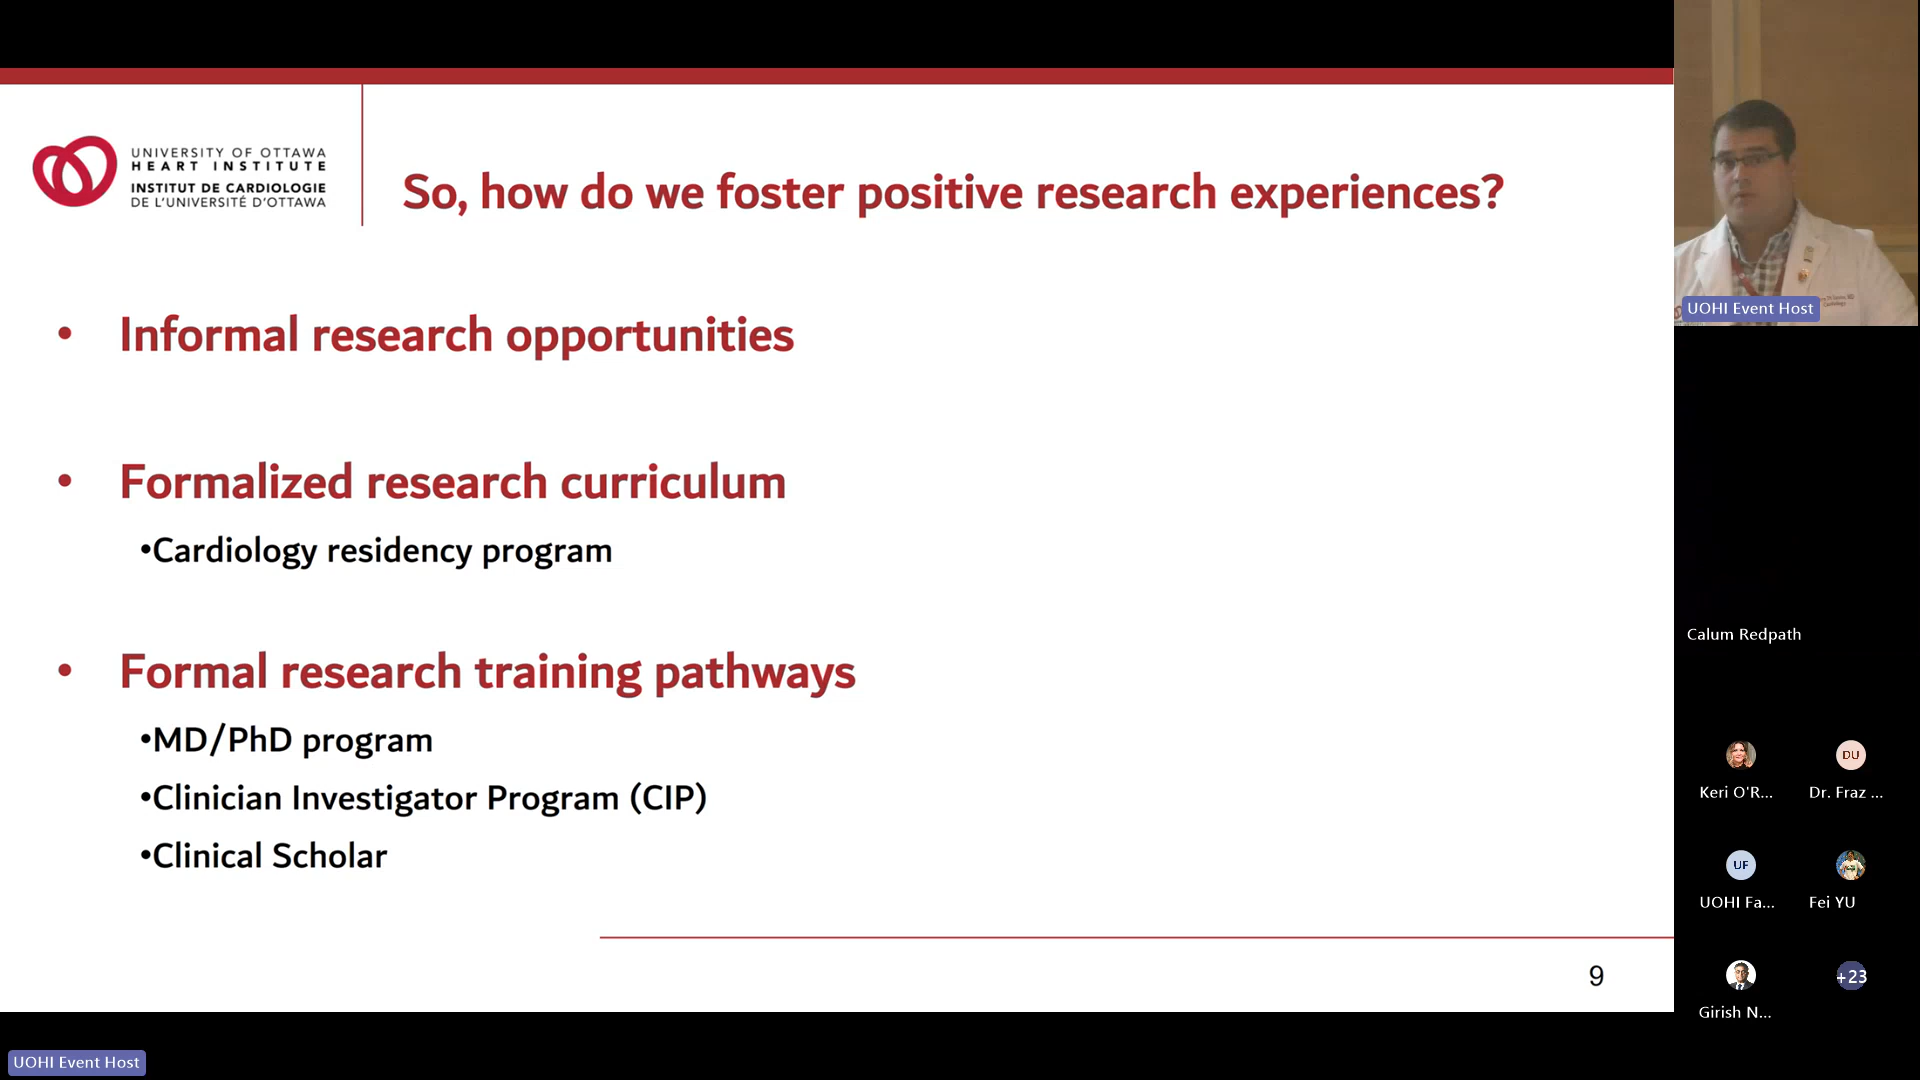 UNIVERSITY OF OTTAWA
HEART INSTITUTE
INSTITUT DE CARDIOLOGIE
DE L'UNIVERSITÉ D'OTTAWA
So, how do we foster positive research experiences?
• Informal research opportunities
• Formalized research curriculum
•Cardiology residency program
• Formal research training pathways
•MD/PhD program
•Clinician Investigator Program (CIP)
•Clinical Scholar
9
UOHI Event Host
Cardiology
UOHI Event Host
Calum Redpath
DU
Keri O'R...
Dr. Fraz ...
UF
UOHI Fa...
Fei YU
+23
Girish N...